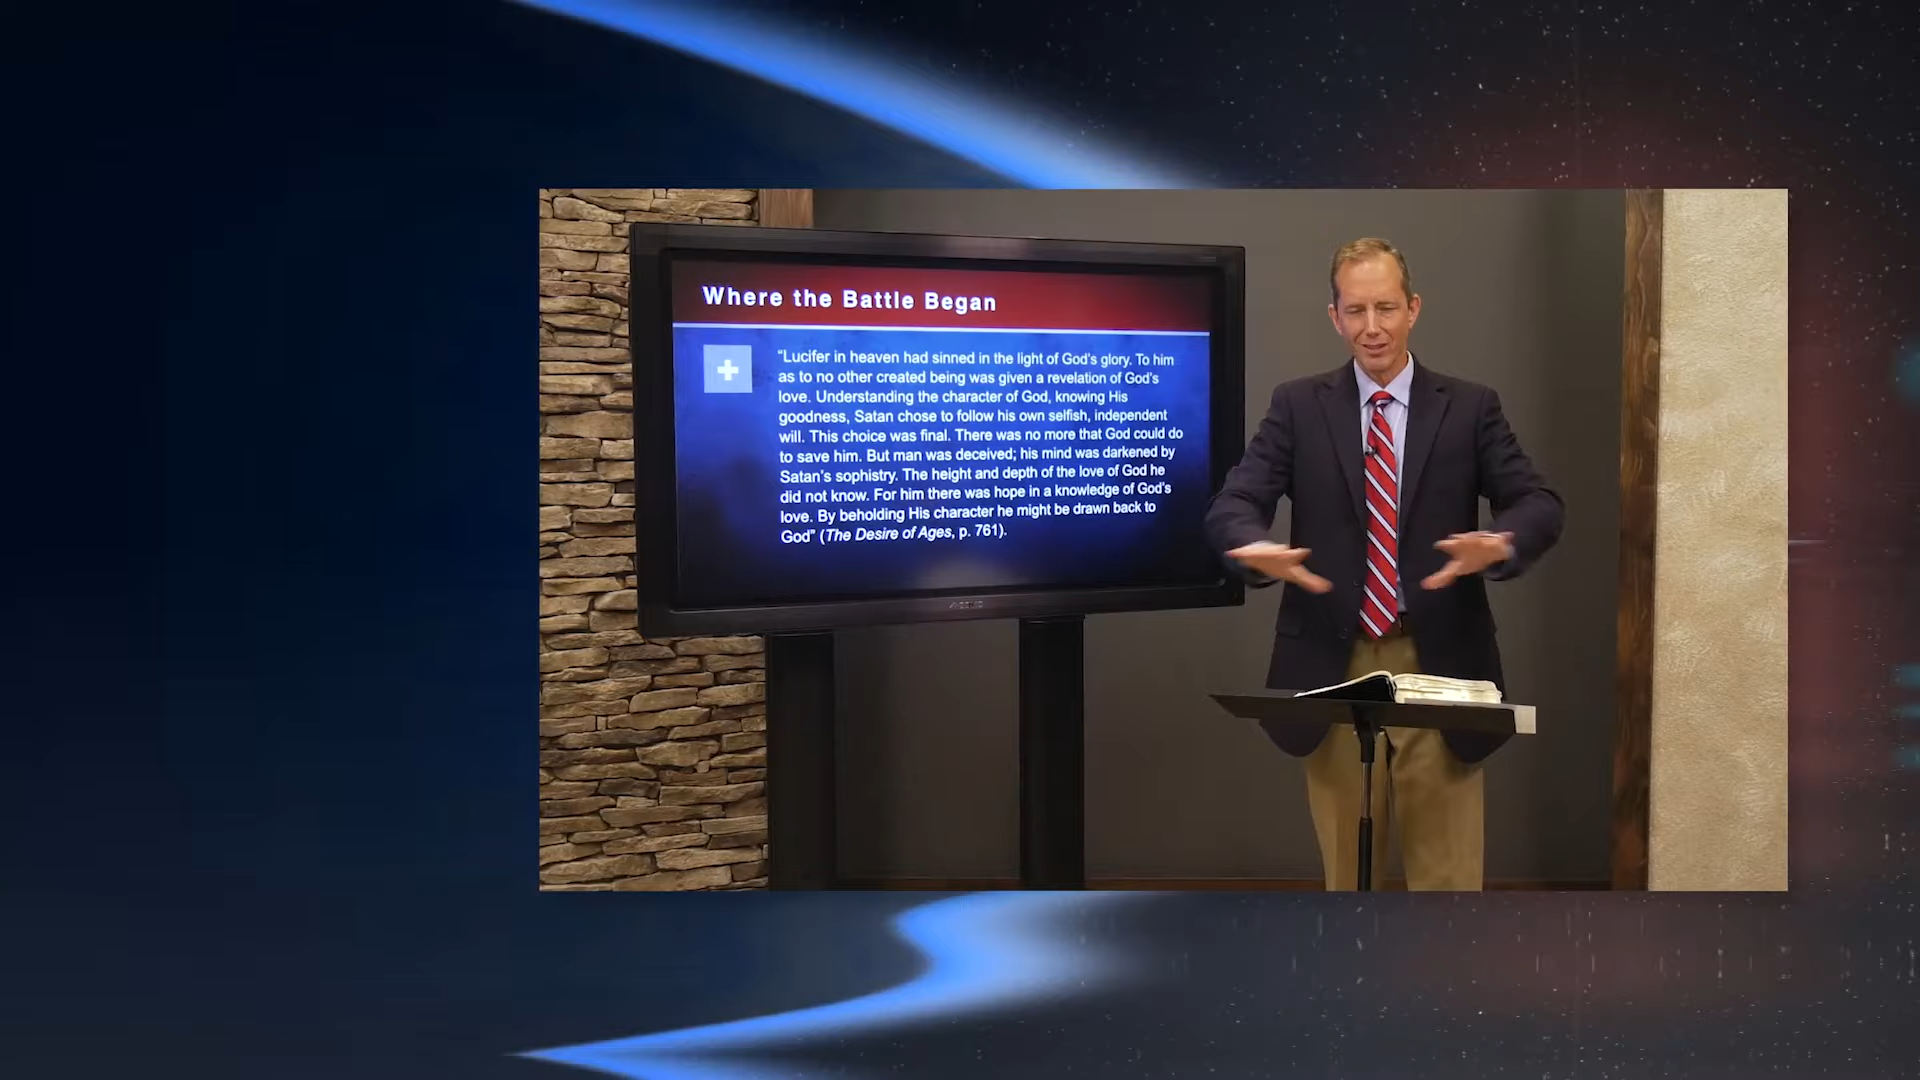 Where the Battle Began
“Lucifer in heaven had sinned in the light of God’s glory. To him
as to no other created being was given a revelation of God’s
love. Understanding the character of God, knowing His
goodness, Satan chose to follow his own selfish, independent
will. This choice was final. There was no more that God could do
to save him. But man was deceived; his mind was darkened by
Satan’s sophistry. The height and depth of the love of God he
did not know. For him there was hope in a knowledge of God’s
love. By beholding His character he might be drawn back to
God” (The Desire of Ages, p. 761).